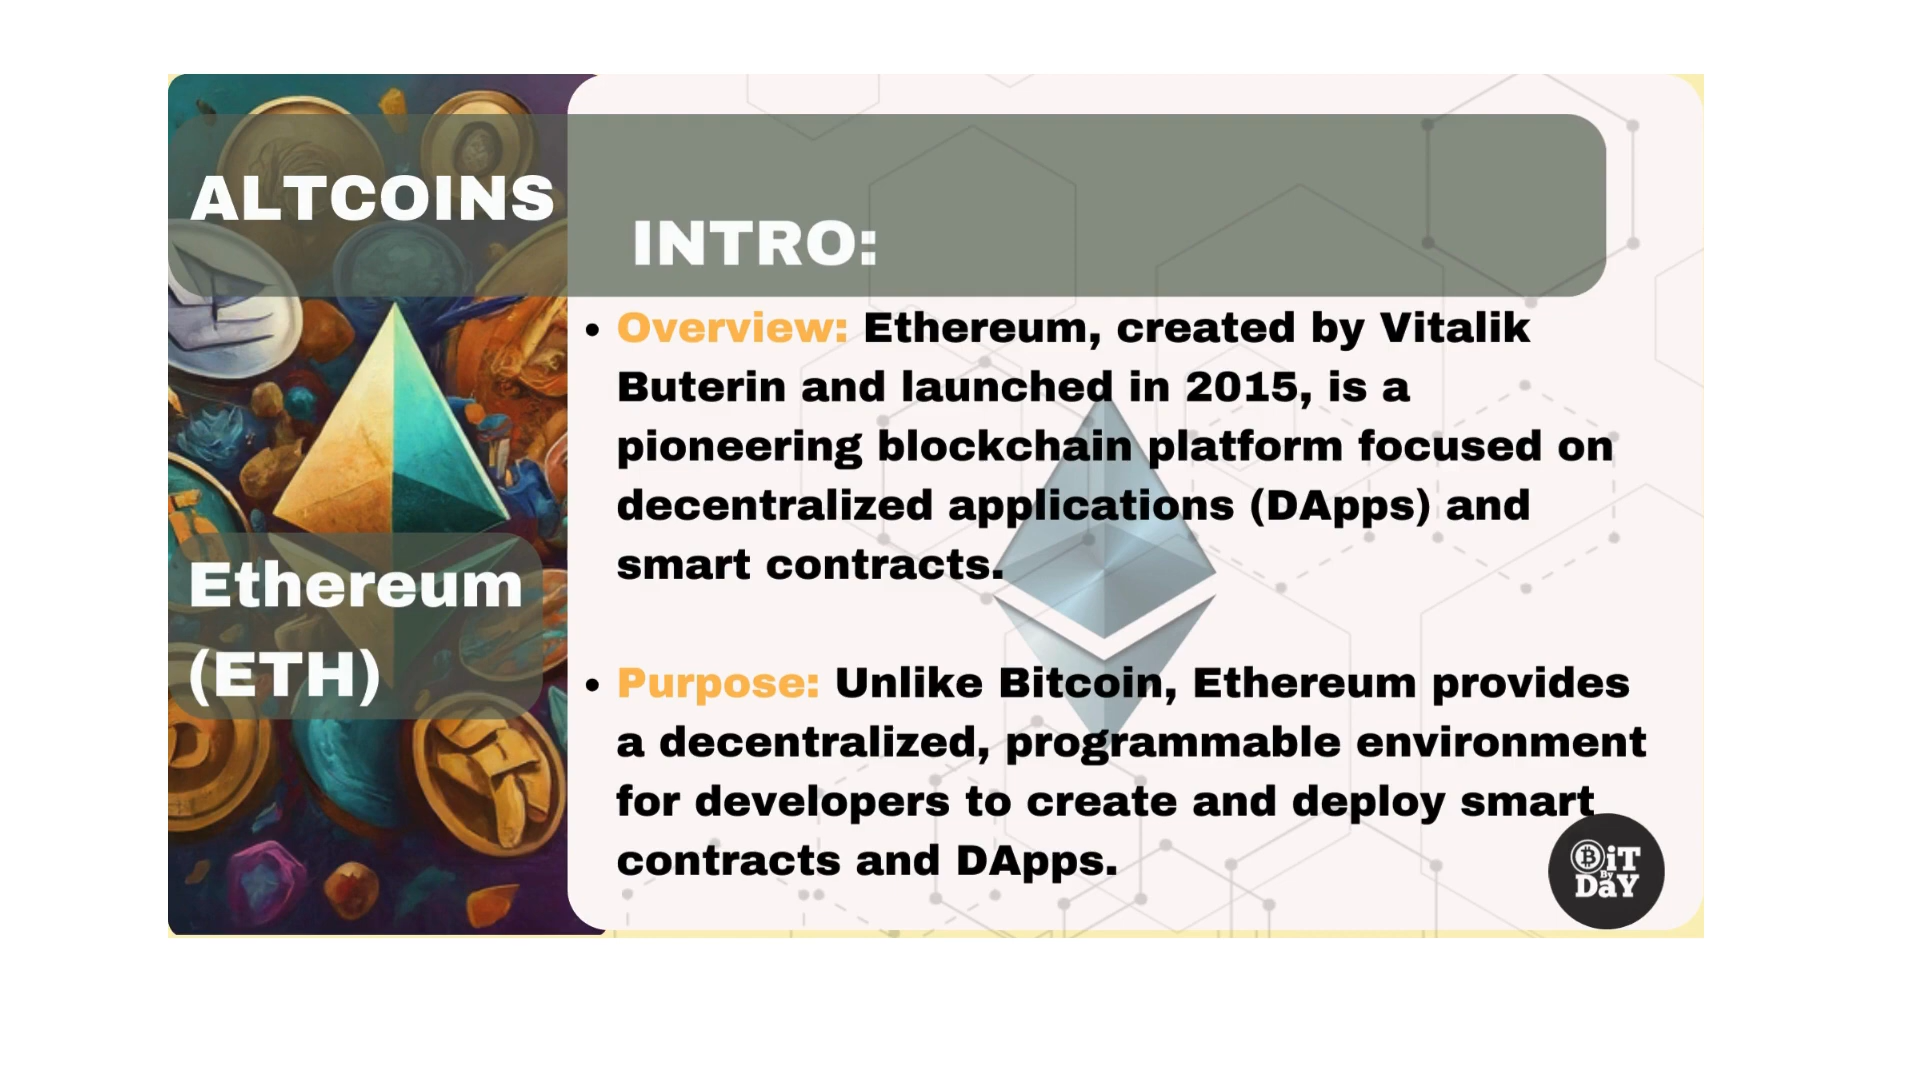 ALTCOINS
INTRO:
Ethereum
(ETH)
• Overview: Ethereum, created by Vitalik
Buterin and launched in 2015, is a
pioneering blockchain platform focused on
decentralized applications (DApps) and
smart contracts.
• Purpose: Unlike Bitcoin, Ethereum provides
a decentralized, programmable environment
for developers to create and deploy smart
contracts and DApps.
BiT
By
DaY